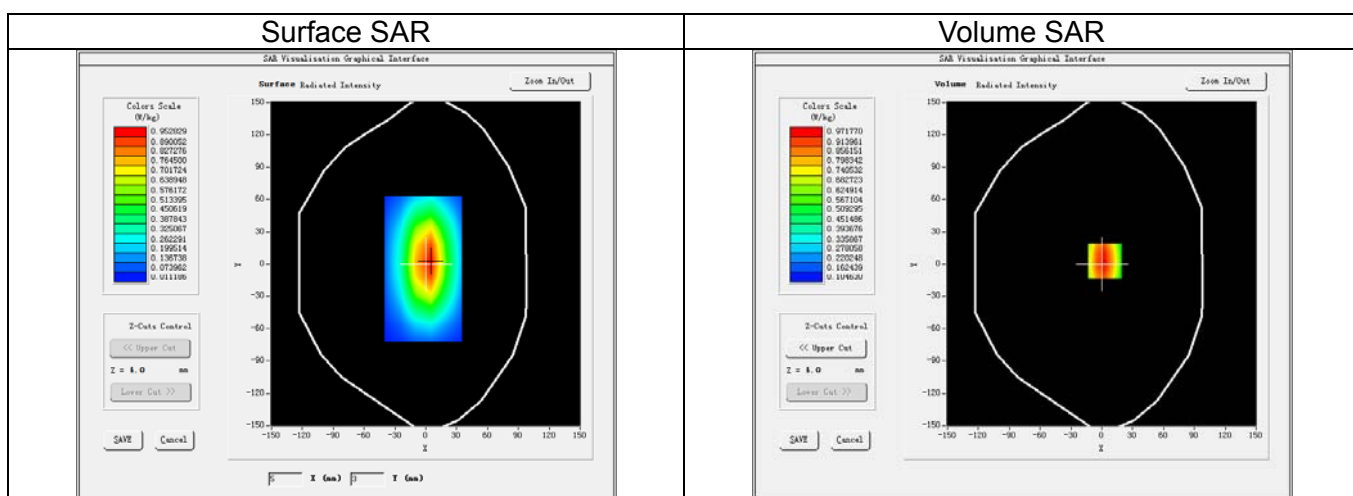 Surface SAR
SAR Visualisation Graphical Interface
Surface Radiated Intensity
Zoom In/Out
Colors Scale
(W/kg)
0.952829
0.890052
0.827276
0.764500
0.701724
0.638948
0.576172
0.513395
0.450619
0.387843
0.325067
0.262291
0.199514
0.136738
0.073962
0.011186
150
120
90
60
30
0
-30
-60
-90
-120
-150
Y
-150 -120 -90 -60 -30 0 30 60 90 120 150
X
Z-Cuts Control
<< Upper Cut
Z = 4.0 mm
Lower Cut >>
SAVE Cancel
5 X (mm) 3 Y (mm)
Volume SAR
SAR Visualisation Graphical Interface
Volume Radiated Intensity
Zoom In/Out
Colors Scale
(W/kg)
0.971770
0.913961
0.856151
0.798342
0.740532
0.682723
0.624914
0.567104
0.509295
0.451486
0.393676
0.335867
0.278058
0.220248
0.162439
0.104630
150
120
90
60
30
0
-30
-60
-90
-120
-150
Y
-150 -120 -90 -60 -30 0 30 60 90 120 150
X
Z-Cuts Control
<< Upper Cut
Z = 4.0 mm
Lower Cut >>
SAVE Cancel